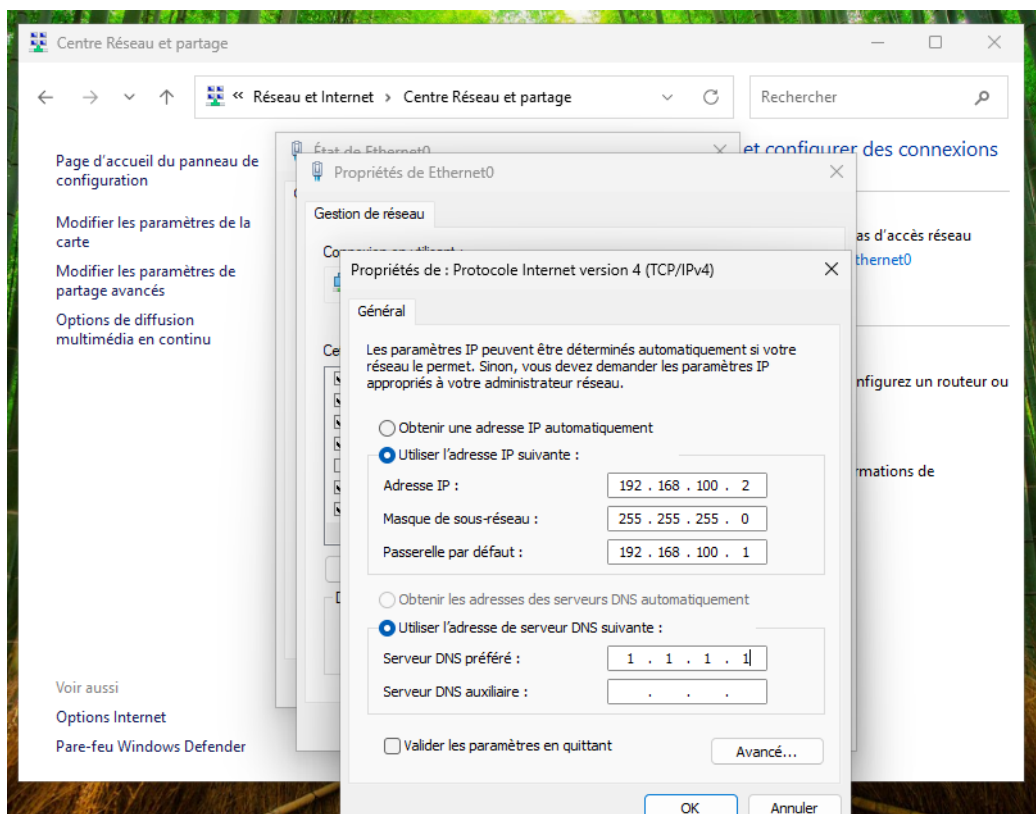 Centre Réseau et partage
« Réseau et Internet > Centre Réseau et partage
Rechercher
Page d'accueil du panneau de
configuration
Modifier les paramètres de la
carte
Modifier les paramètres de
partage avancés
Options de diffusion
multimédia en continu
Voir aussi
Options Internet
Pare-feu Windows Defender
et configurer des connexions
as d'accès réseau
thernet0
nfigurez un routeur ou
rmations de
État de Ethernet0
Propriétés de Ethernet0
Gestion de réseau
Connexion en utilisant :
Propriétés de : Protocole Internet version 4 (TCP/IPv4)
Général
Les paramètres IP peuvent être déterminés automatiquement si votre
réseau le permet. Sinon, vous devez demander les paramètres IP
appropriés à votre administrateur réseau.
Obtenir une adresse IP automatiquement
Utiliser l'adresse IP suivante :
Adresse IP : 192 . 168 . 100 . 2
Masque de sous-réseau : 255 . 255 . 255 . 0
Passerelle par défaut : 192 . 168 . 100 . 1
Obtenir les adresses des serveurs DNS automatiquement
Utiliser l'adresse de serveur DNS suivante :
Serveur DNS préféré : 1 . 1 . 1 . 1
Serveur DNS auxiliaire : . . .
Valider les paramètres en quittant
Avancé...
OK
Annuler